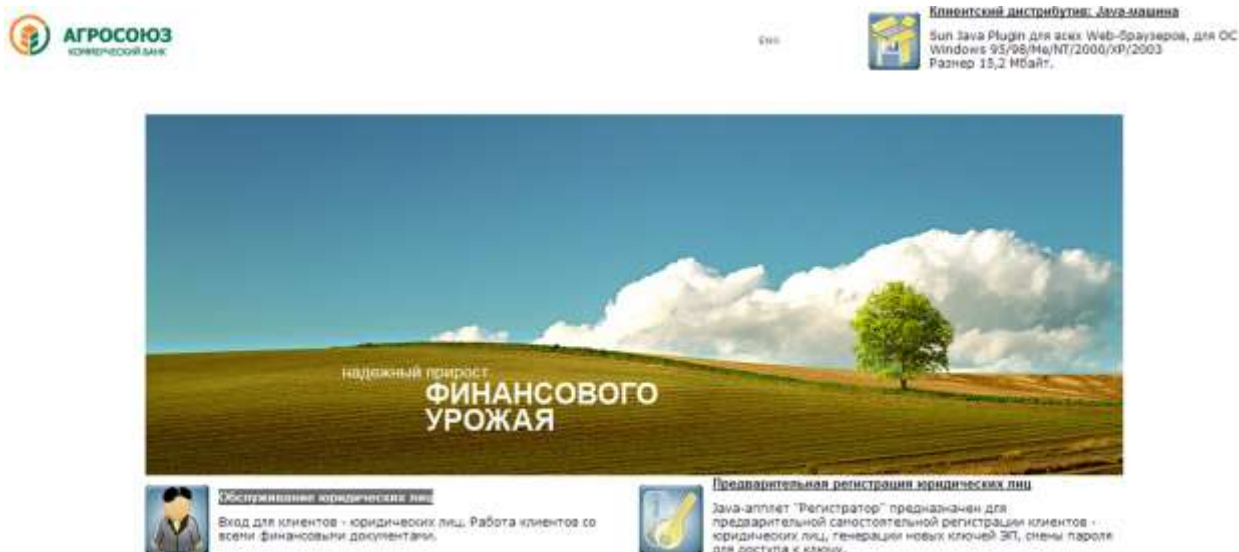 АГРОСОЮЗ
КОММЕРЧЕСКИЙ БАНК
ENG
Клиентский дистрибутив: Java-машина
Sun Java Plugin для всех Web-браузеров, для ОС
Windows 95/98/Me/NT/2000/XP/2003
Размер 15,2 Мбайт.
надежный прирост
ФИНАНСОВОГО
УРОЖАЯ
Обслуживание юридических лиц
Вход для клиентов - юридических лиц. Работа клиентов со
всеми финансовыми документами.
Предварительная регистрация юридических лиц
Java-апплет "Регистратор" предназначен для
предварительной самостоятельной регистрации клиентов -
юридических лиц, генерации новых ключей ЭП, смены пароля
для доступа к ключу.